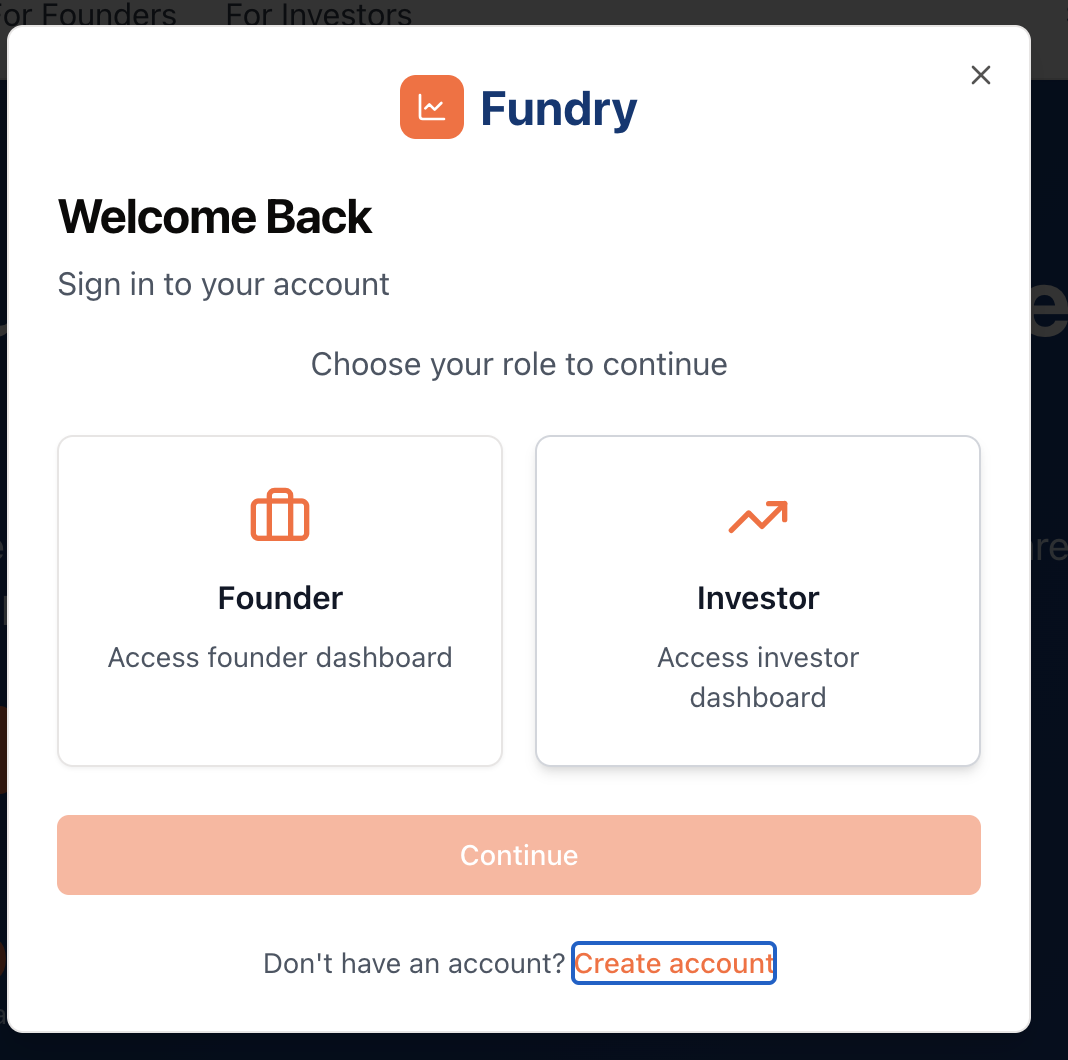 For Founders For Investors
Fundry
Welcome Back
Sign in to your account
Choose your role to continue
Founder
Access founder dashboard
Investor
Access investor
dashboard
Continue
Don't have an account? Create account